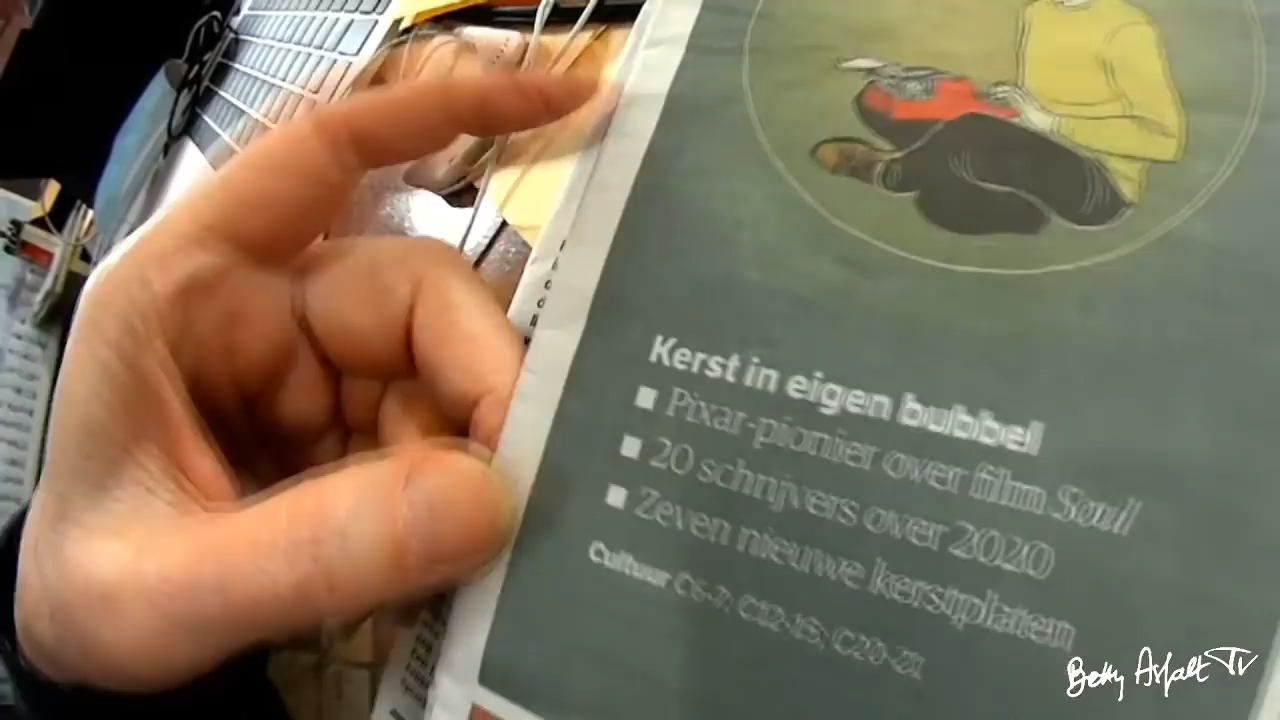 Kerst in eigen bubbel
■ Pixar-pionier over film Soul
■ 20 schrijvers over 2020
■ Zeven nieuwe kerstplaten
Cultuur C6-7, C12-15, C20-21
Betty Asfalt Tv